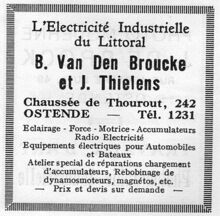 L'Electricité Industrielle
du Littoral
B. Van Den Broucke
et J. Thielens
Chaussée de Thourout, 242
OSTENDE — Tél. 1231
Eclairage - Force - Motrice - Accumulateurs
Radio Electricité
Equipements électriques pour Automobiles
et Bateaux
Atelier special de réparations chargement
d'accumulateurs, Rebobinage de
dynamosmoteurs, magnétos, etc.
— Prix et devis sur demande —